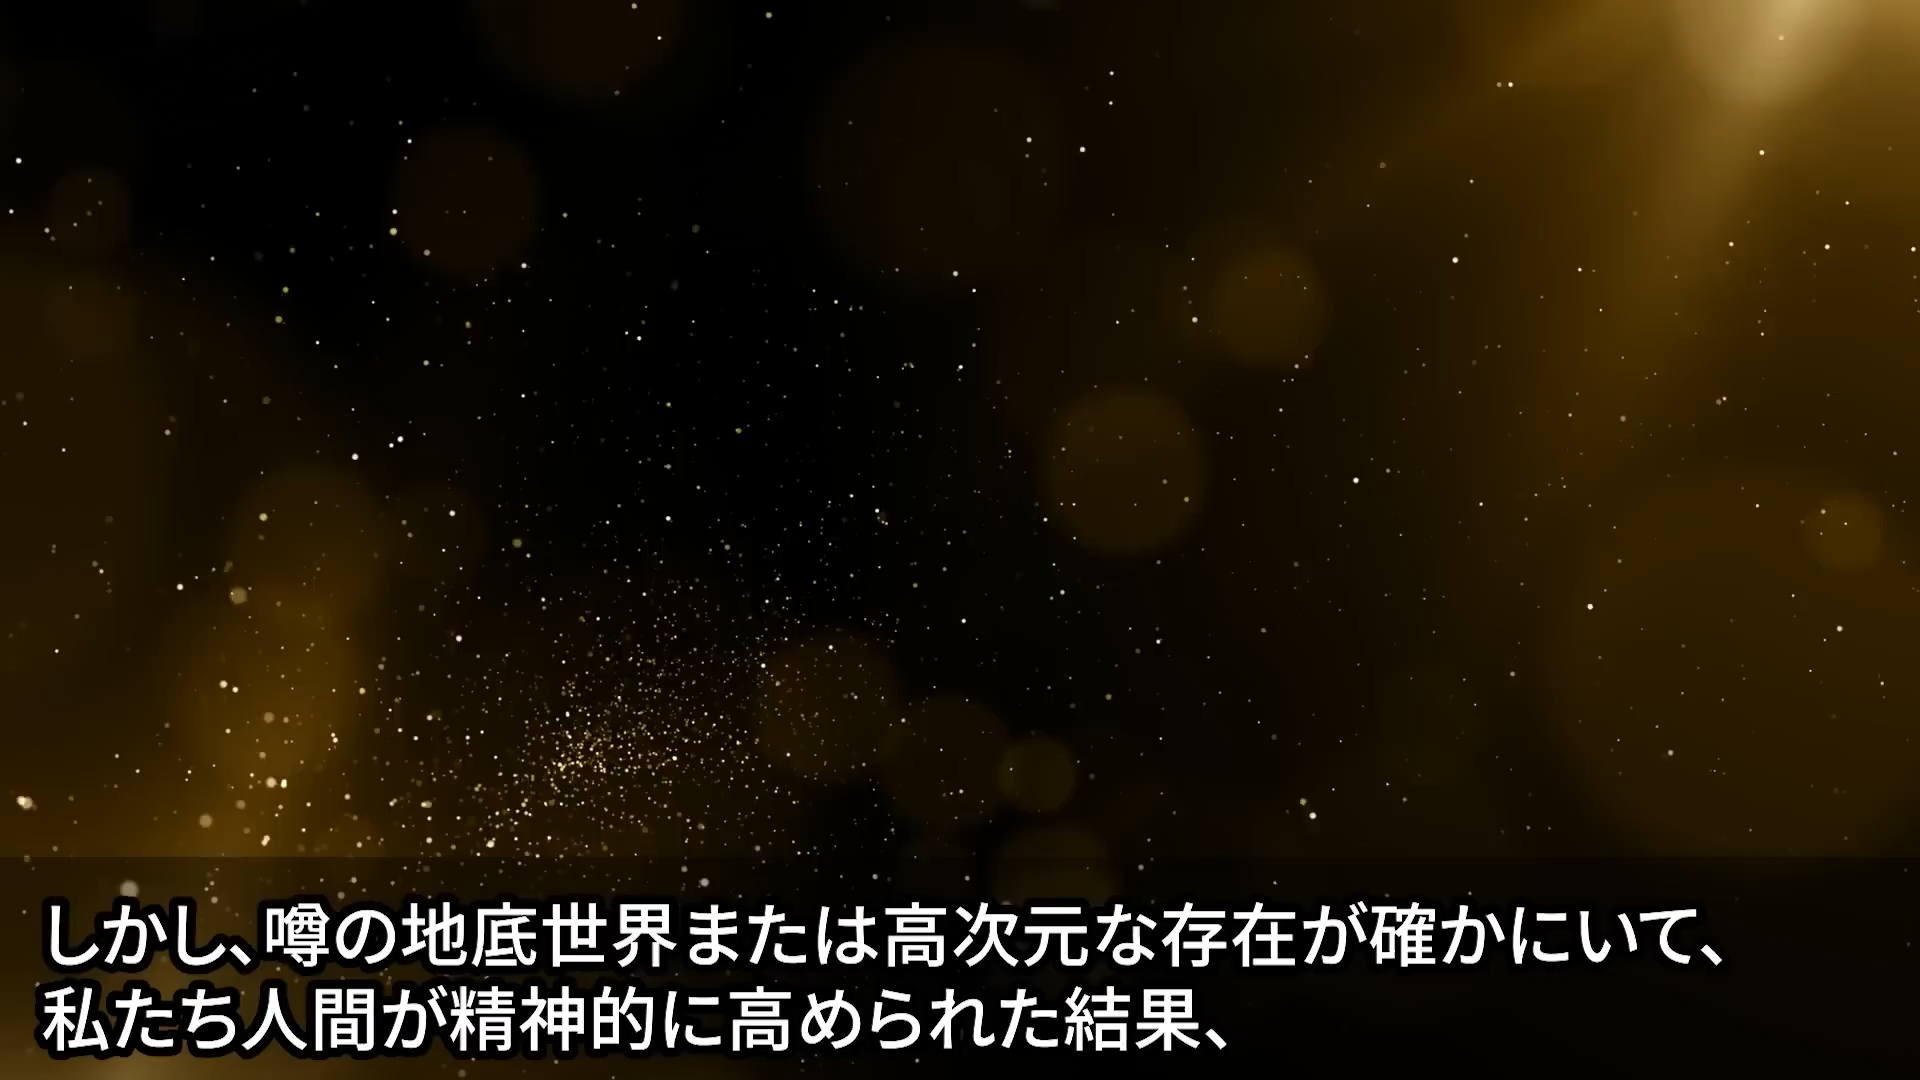 しかし、噂の地底世界または高次元な存在が確かにいて、
私たち人間が精神的に高められた結果、